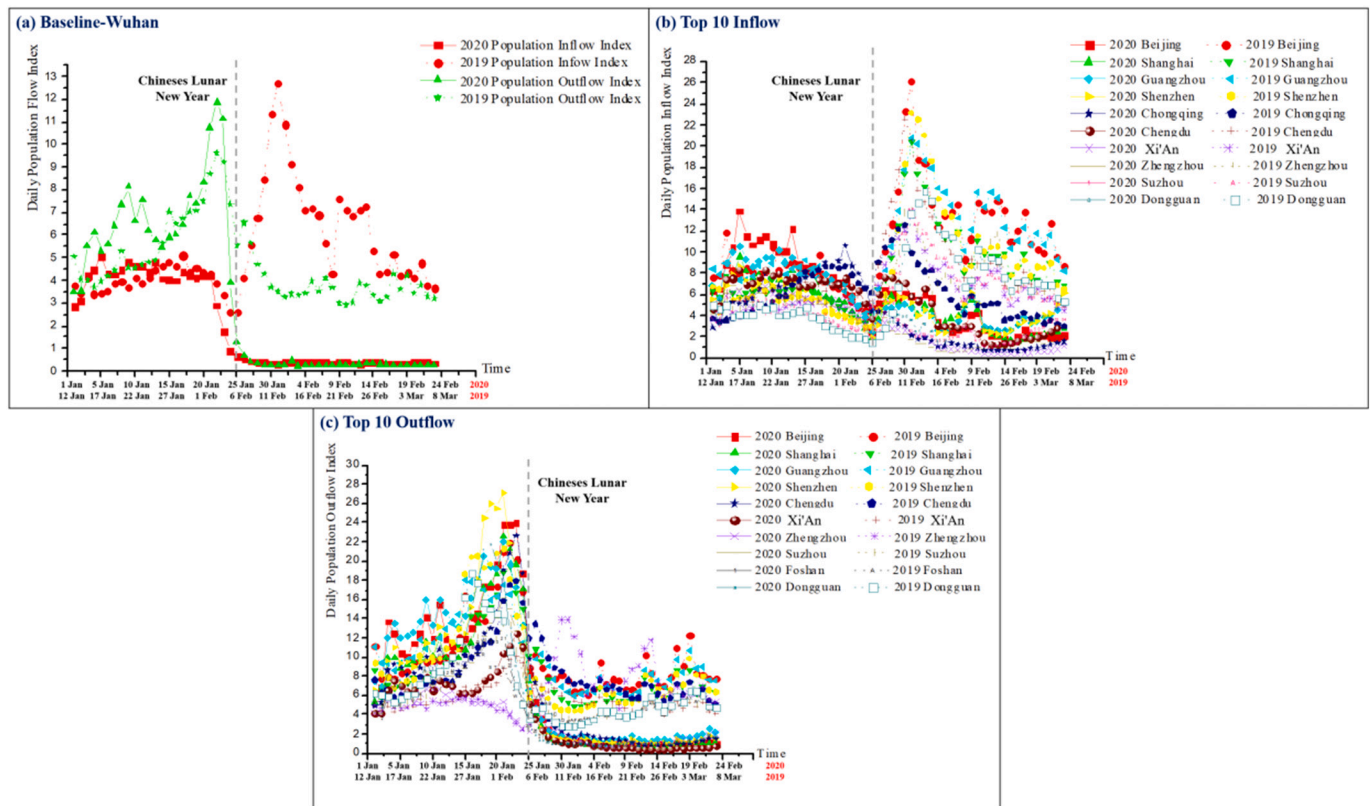 (a) Baseline-Wuhan
2020 Population Inflow Index
2019 Population Infow Index
2020 Population Outflow Index
2019 Population Outflow Index
Chineses Lunar
New Year
Daily Population Flow Index
13
12
11
10
9
8
7
6
5
4
3
2
1
0
Time
1 Jan 5 Jan 10 Jan 15 Jan 20 Jan 25 Jan 30 Jan 4 Feb 9 Feb 14 Feb 19 Feb 24 Feb 2020
12 Jan 17 Jan 22 Jan 27 Jan 1 Feb 6 Feb 11 Feb 16 Feb 21 Feb 26 Feb 3 Mar 8 Mar 2019
(b) Top 10 Inflow
2020 Beijing 2019 Beijing
2020 Shanghai 2019 Shanghai
2020 Guangzhou 2019 Guangzhou
2020 Shenzhen 2019 Shenzhen
2020 Chongqing 2019 Chongqing
2020 Chengdu 2019 Chengdu
2020 Xi'An 2019 Xi'An
2020 Zhengzhou 2019 Zhengzhou
2020 Suzhou 2019 Suzhou
2020 Dongguan 2019 Dongguan
Chineses Lunar
New Year
Daily Population Inflow Index
28
26
24
22
20
18
16
14
12
10
8
6
4
2
0
Time
1 Jan 5 Jan 10 Jan 15 Jan 20 Jan 25 Jan 30 Jan 4 Feb 9 Feb 14 Feb 19 Feb 24 Feb 2020
12 Jan 17 Jan 22 Jan 27 Jan 1 Feb 6 Feb 11 Feb 16 Feb 21 Feb 26 Feb 3 Mar 8 Mar 2019
(c) Top 10 Outflow
2020 Beijing 2019 Beijing
2020 Shanghai 2019 Shanghai
2020 Guangzhou 2019 Guangzhou
2020 Shenzhen 2019 Shenzhen
2020 Chengdu 2019 Chengdu
2020 Xi'An 2019 Xi'An
2020 Zhengzhou 2019 Zhengzhou
2020 Suzhou 2019 Suzhou
2020 Foshan 2019 Foshan
2020 Dongguan 2019 Dongguan
Chineses Lunar
New Year
Daily Population Outflow Index
30
28
26
24
22
20
18
16
14
12
10
8
6
4
2
0
Time
1 Jan 5 Jan 10 Jan 15 Jan 20 Jan 25 Jan 30 Jan 4 Feb 9 Feb 14 Feb 19 Feb 24 Feb 2020
12 Jan 17 Jan 22 Jan 27 Jan 1 Feb 6 Feb 11 Feb 16 Feb 21 Feb 26 Feb 3 Mar 8 Mar 2019